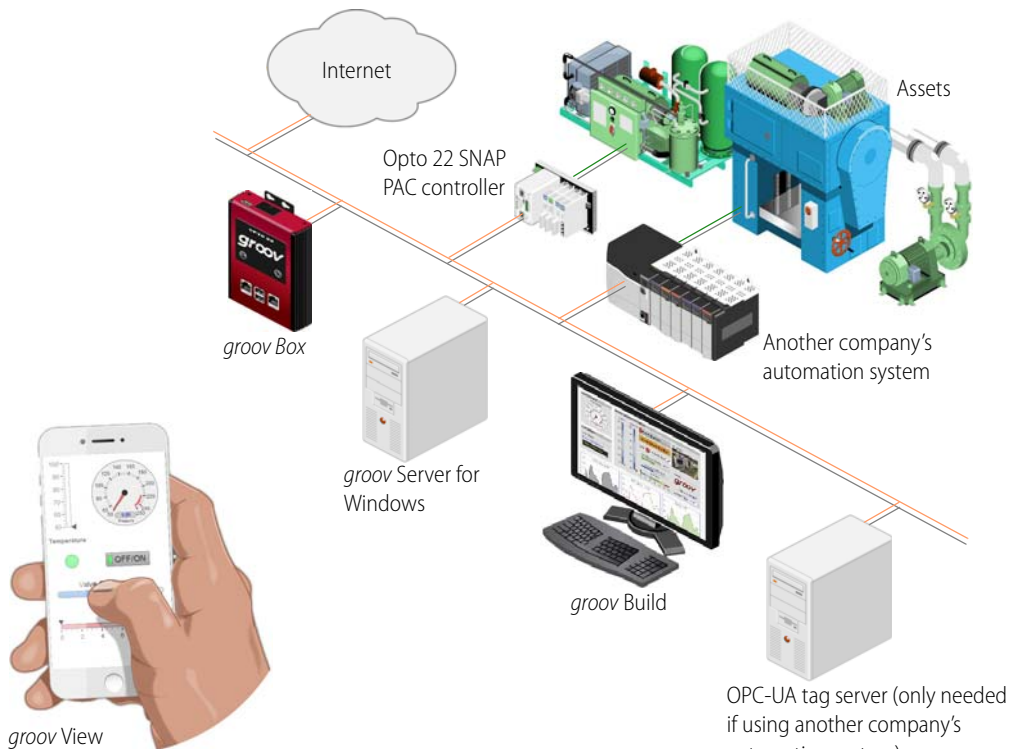 Internet
Assets
Opto 22 SNAP
PAC controller
groov
groov Box
Another company's
automation system
groov Server for
Windows
groov Build
Temperature
OFF/ON
groov View
OPC-UA tag server (only needed
if using another company's